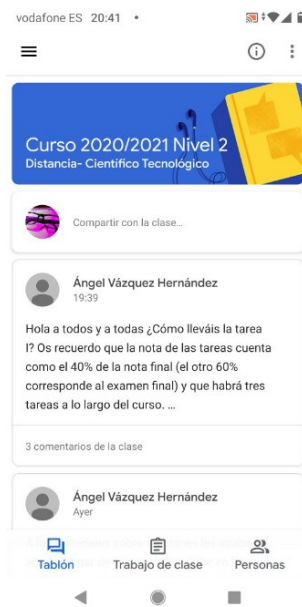 vodafone ES 20:41
Curso 2020/2021 Nivel 2
Distancia- Científico Tecnológico
Compartir con la clase...
Ángel Vázquez Hernández
19:39
Hola a todos y a todas ¿Cómo lleváis la tarea
I? Os recuerdo que la nota de las tareas cuenta
como el 40% de la nota final (el otro 60%
corresponde al examen final) y que habrá tres
tareas a lo largo del curso. ...
3 comentarios de la clase
Ángel Vázquez Hernández
Ayer
Tablón Trabajo de clase Personas